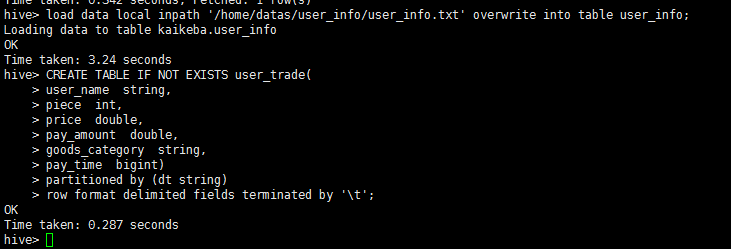 Time taken: 0.342 seconds, Fetched: 1 row(s)
hive> load data local inpath '/home/datas/user_info/user_info.txt' overwrite into table user_info;
Loading data to table kaikeba.user_info
OK
Time taken: 3.24 seconds
hive> CREATE TABLE IF NOT EXISTS user_trade(
    > user_name  string,
    > piece  int,
    > price  double,
    > pay_amount  double,
    > goods_category  string,
    > pay_time  bigint)
    > partitioned by (dt string)
    > row format delimited fields terminated by '\t';
OK
Time taken: 0.287 seconds
hive>